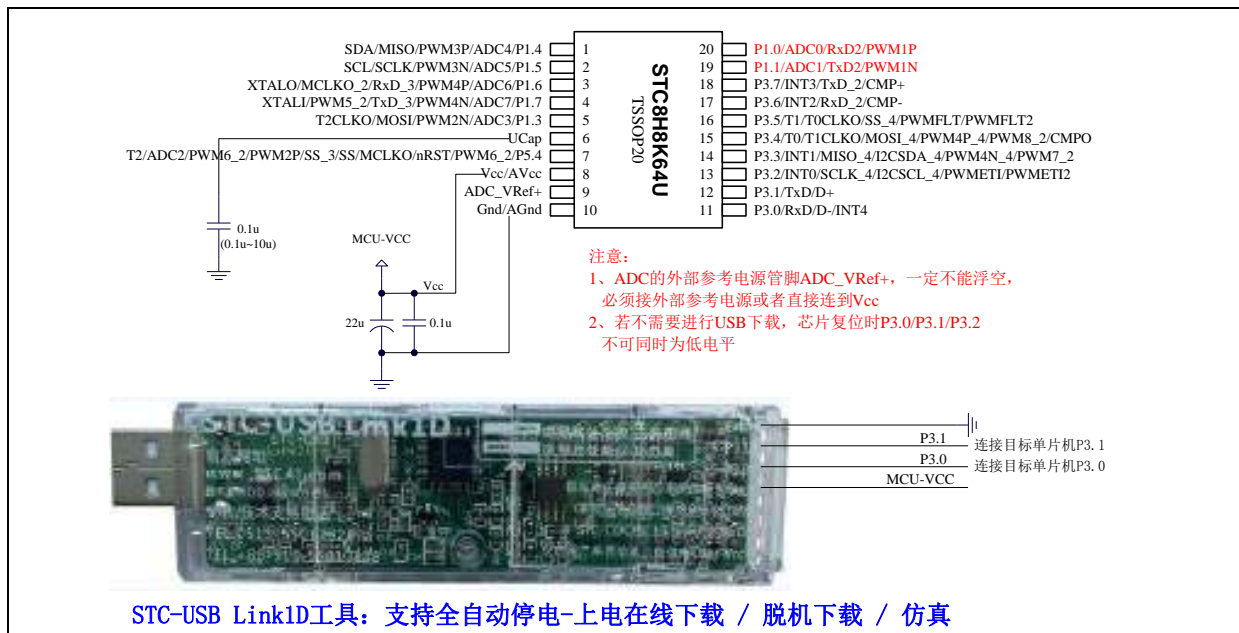 SDA/MISO/PWM3P/ADC4/P1.4 1
SCL/SCLK/PWM3N/ADC5/P1.5 2
XTALO/MCLKO_2/RxD_3/PWM4P/ADC6/P1.6 3
XTALI/PWM5_2/TxD_3/PWM4N/ADC7/P1.7 4
T2CLKO/MOSI/PWM2N/ADC3/P1.3 5
UCap 6
T2/ADC2/PWM6_2/PWM2P/SS_3/SS/MCLKO/nRST/PWM6_2/P5.4 7
Vcc/AVcc 8
ADC_VRef+ 9
Gnd/AGnd 10
STC8H8K64U
TSSOP20
20 P1.0/ADC0/RxD2/PWM1P
19 P1.1/ADC1/TxD2/PWM1N
18 P3.7/INT3/TxD_2/CMP+
17 P3.6/INT2/RxD_2/CMP-
16 P3.5/T1/T0CLKO/SS_4/PWMFLT/PWMFLT2
15 P3.4/T0/T1CLKO/MOSI_4/PWM4P_4/PWM8_2/CMPO
14 P3.3/INT1/MISO_4/I2CSDA_4/PWM4N_4/PWM7_2
13 P3.2/INT0/SCLK_4/I2CSCL_4/PWMETI/PWMETI2
12 P3.1/TxD/D+
11 P3.0/RxD/D-/INT4
0.1u
(0.1u~10u)
MCU-VCC
Vcc
22u
0.1u
注意：
1、ADC的外部参考电源管脚ADC_VRef+，一定不能浮空，
必须接外部参考电源或者直接连到Vcc
2、若不需要进行USB下载，芯片复位时P3.0/P3.1/P3.2
不可同时为低电平
STC-USB Link1D
P3.1 连接目标单片机P3.1
P3.0 连接目标单片机P3.0
MCU-VCC
STC-USB Link1D工具：支持全自动停电-上电在线下载 / 脱机下载 / 仿真